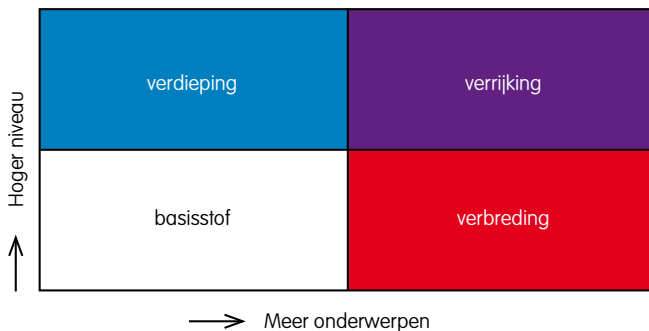 verdieping
verrijking
Hoger niveau
basisstof
verbreding
Meer onderwerpen